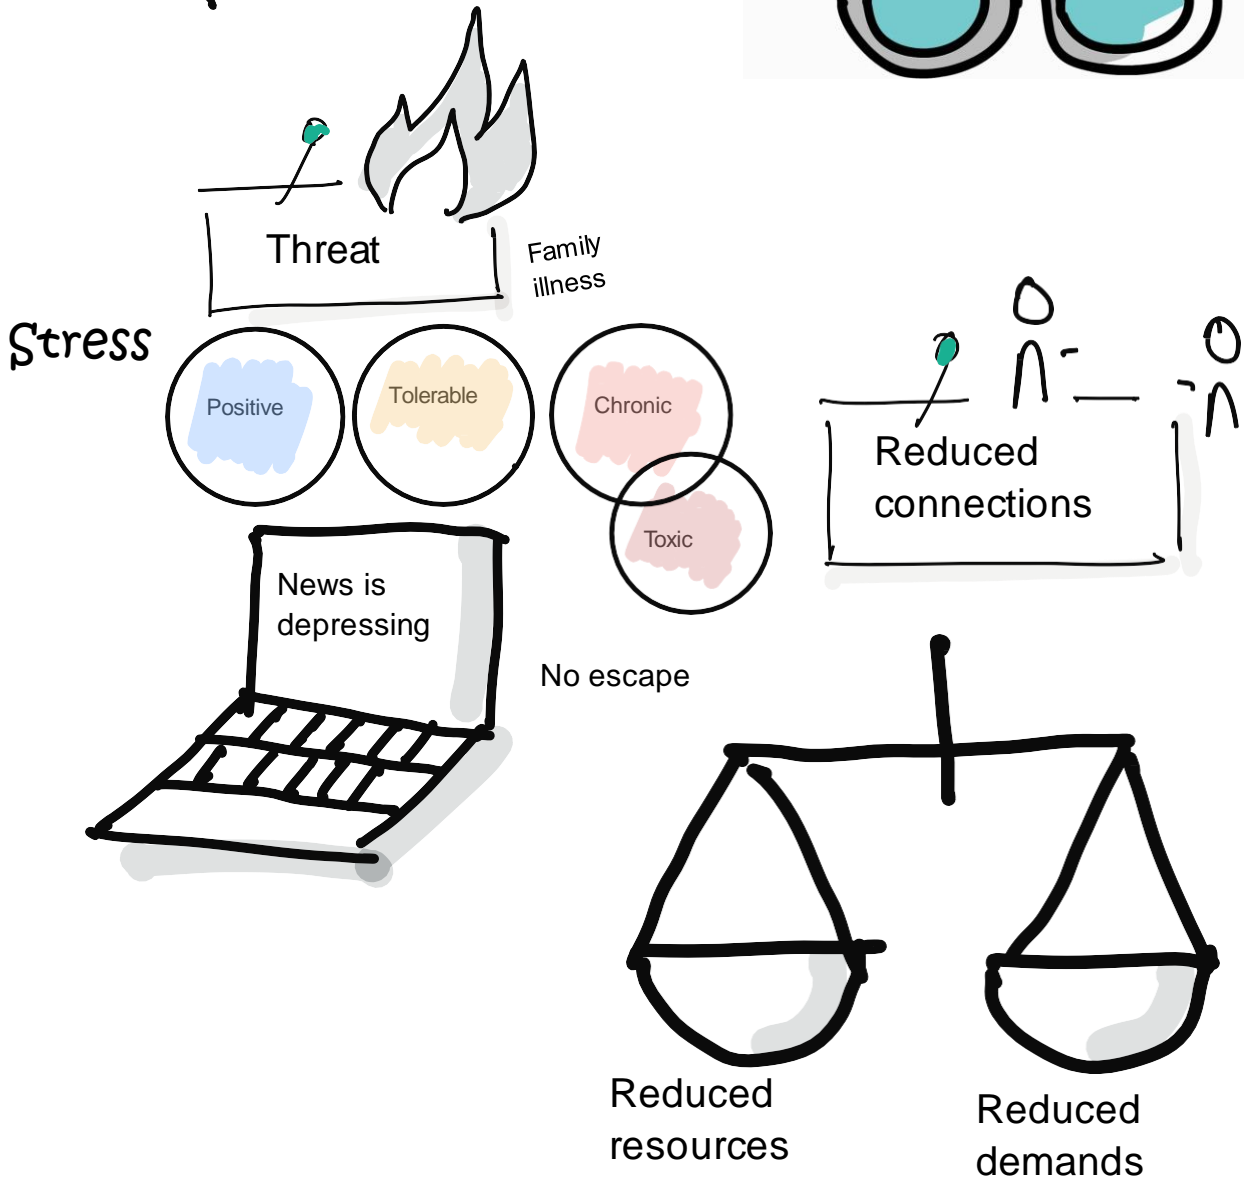 Threat
Family
illness
Stress
Positive
Tolerable
Chronic
Toxic
Reduced
connections
News is
depressing
No escape
Reduced
resources
Reduced
demands